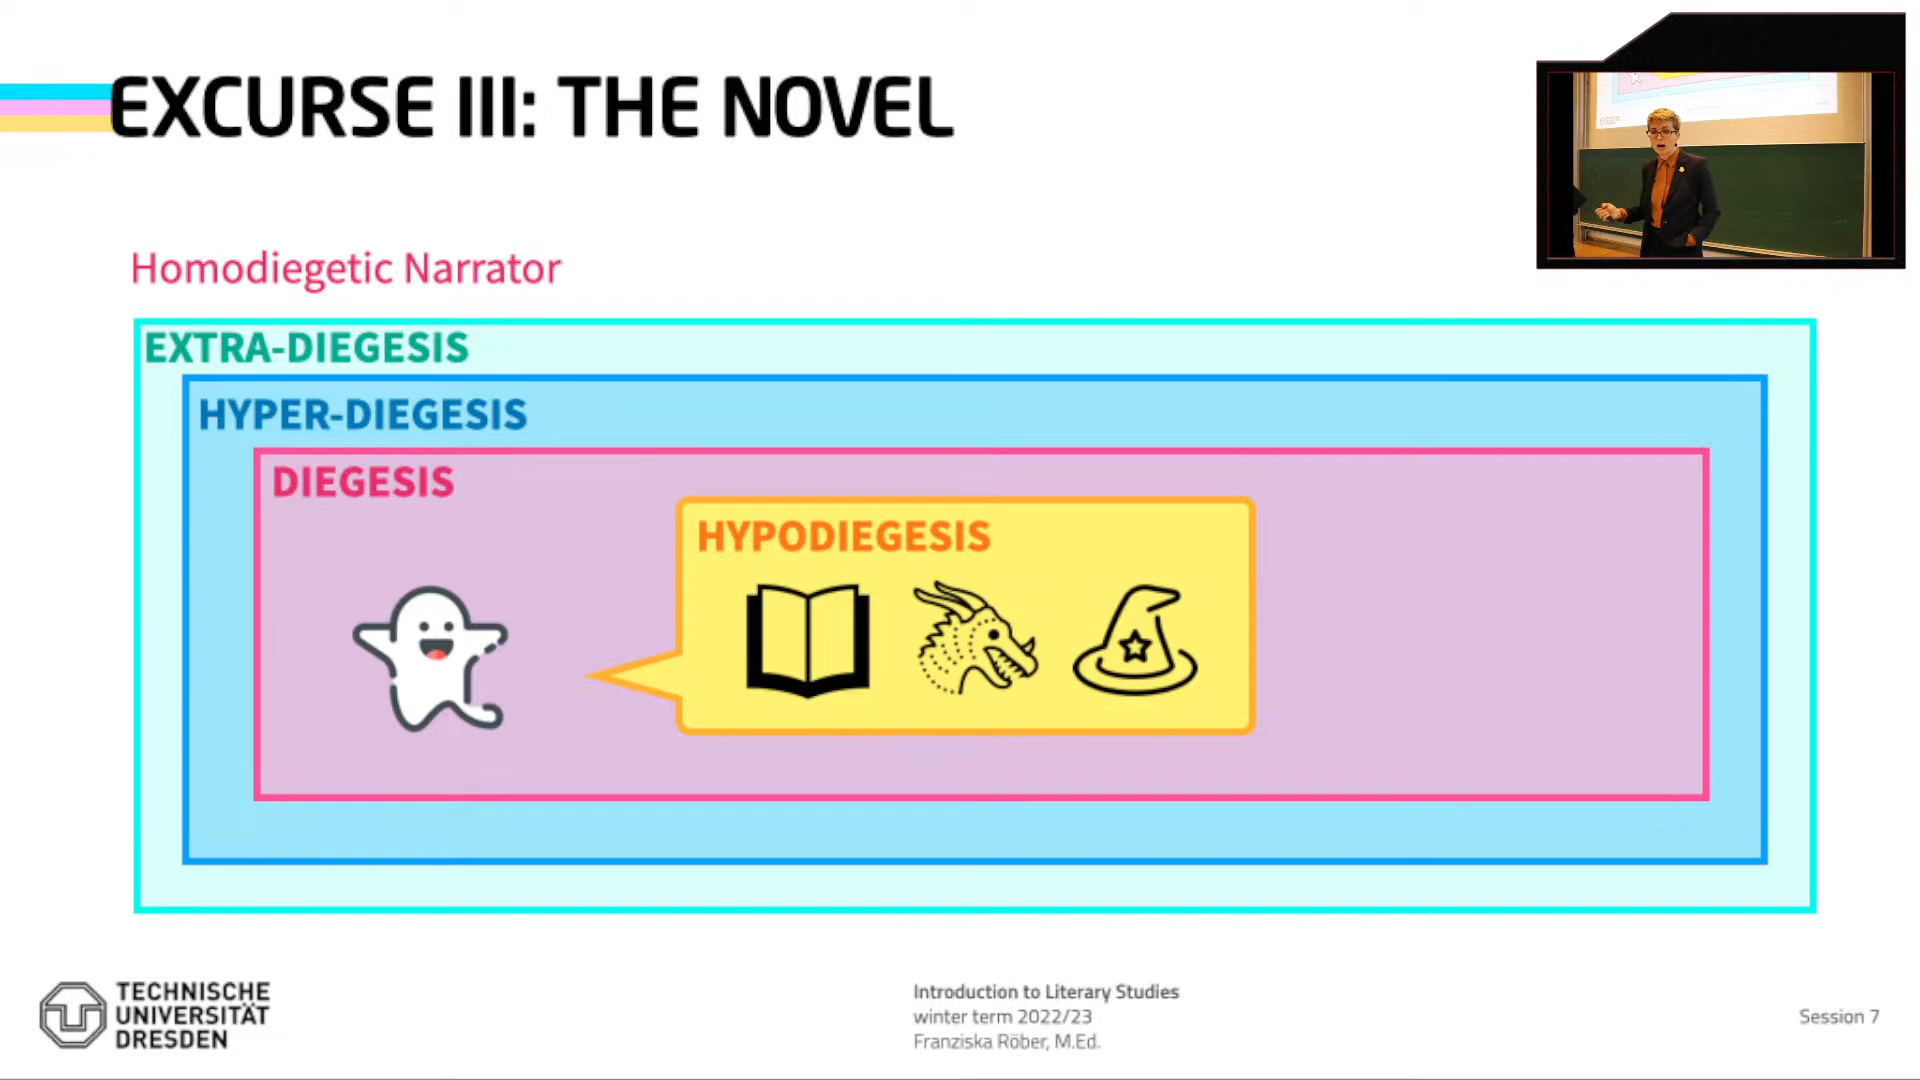 EXCURSE III: THE NOVEL
Homodiegetic Narrator
EXTRA-DIEGESIS
HYPER-DIEGESIS
DIEGESIS
HYPODIEGESIS
TECHNISCHE
UNIVERSITÄT
DRESDEN
Introduction to Literary Studies
winter term 2022/23
Franziska Röber, M.Ed.
Session 7